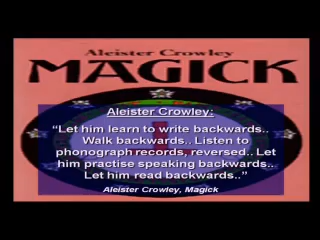 Aleister Crowley
MAGICK
Aleister Crowley:
“Let him learn to write backwards..
Walk backwards.. Listen to
phonograph records, reversed.. Let
him practise speaking backwards..
Let him read backwards..”
Aleister Crowley, Magick